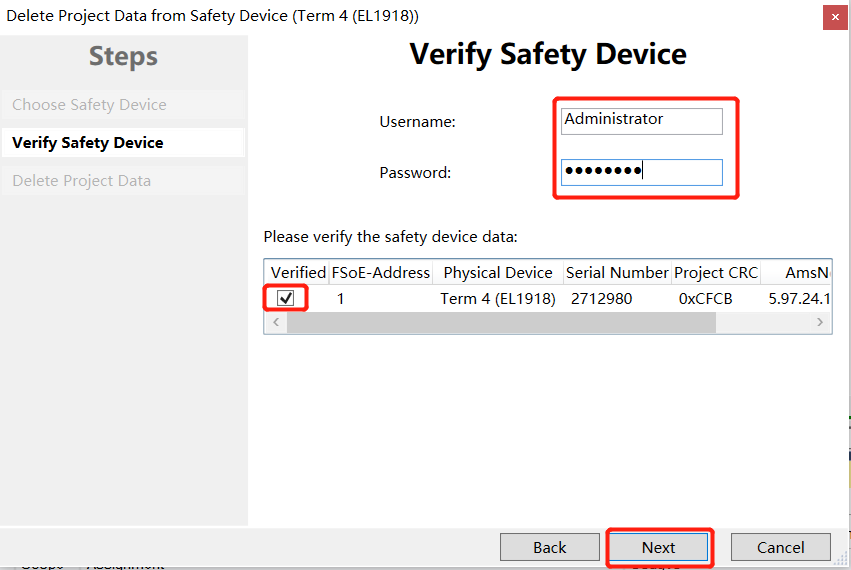 Delete Project Data from Safety Device (Term 4 (EL1918))
Steps
Choose Safety Device
Verify Safety Device
Delete Project Data
Verify Safety Device
Username: Administrator
Password: ●●●●●●●●
Please verify the safety device data:
Verified FSoE-Address Physical Device Serial Number Project CRC AmsN
1 Term 4 (EL1918) 2712980 0xCFCB 5.97.24.1
Back Next Cancel